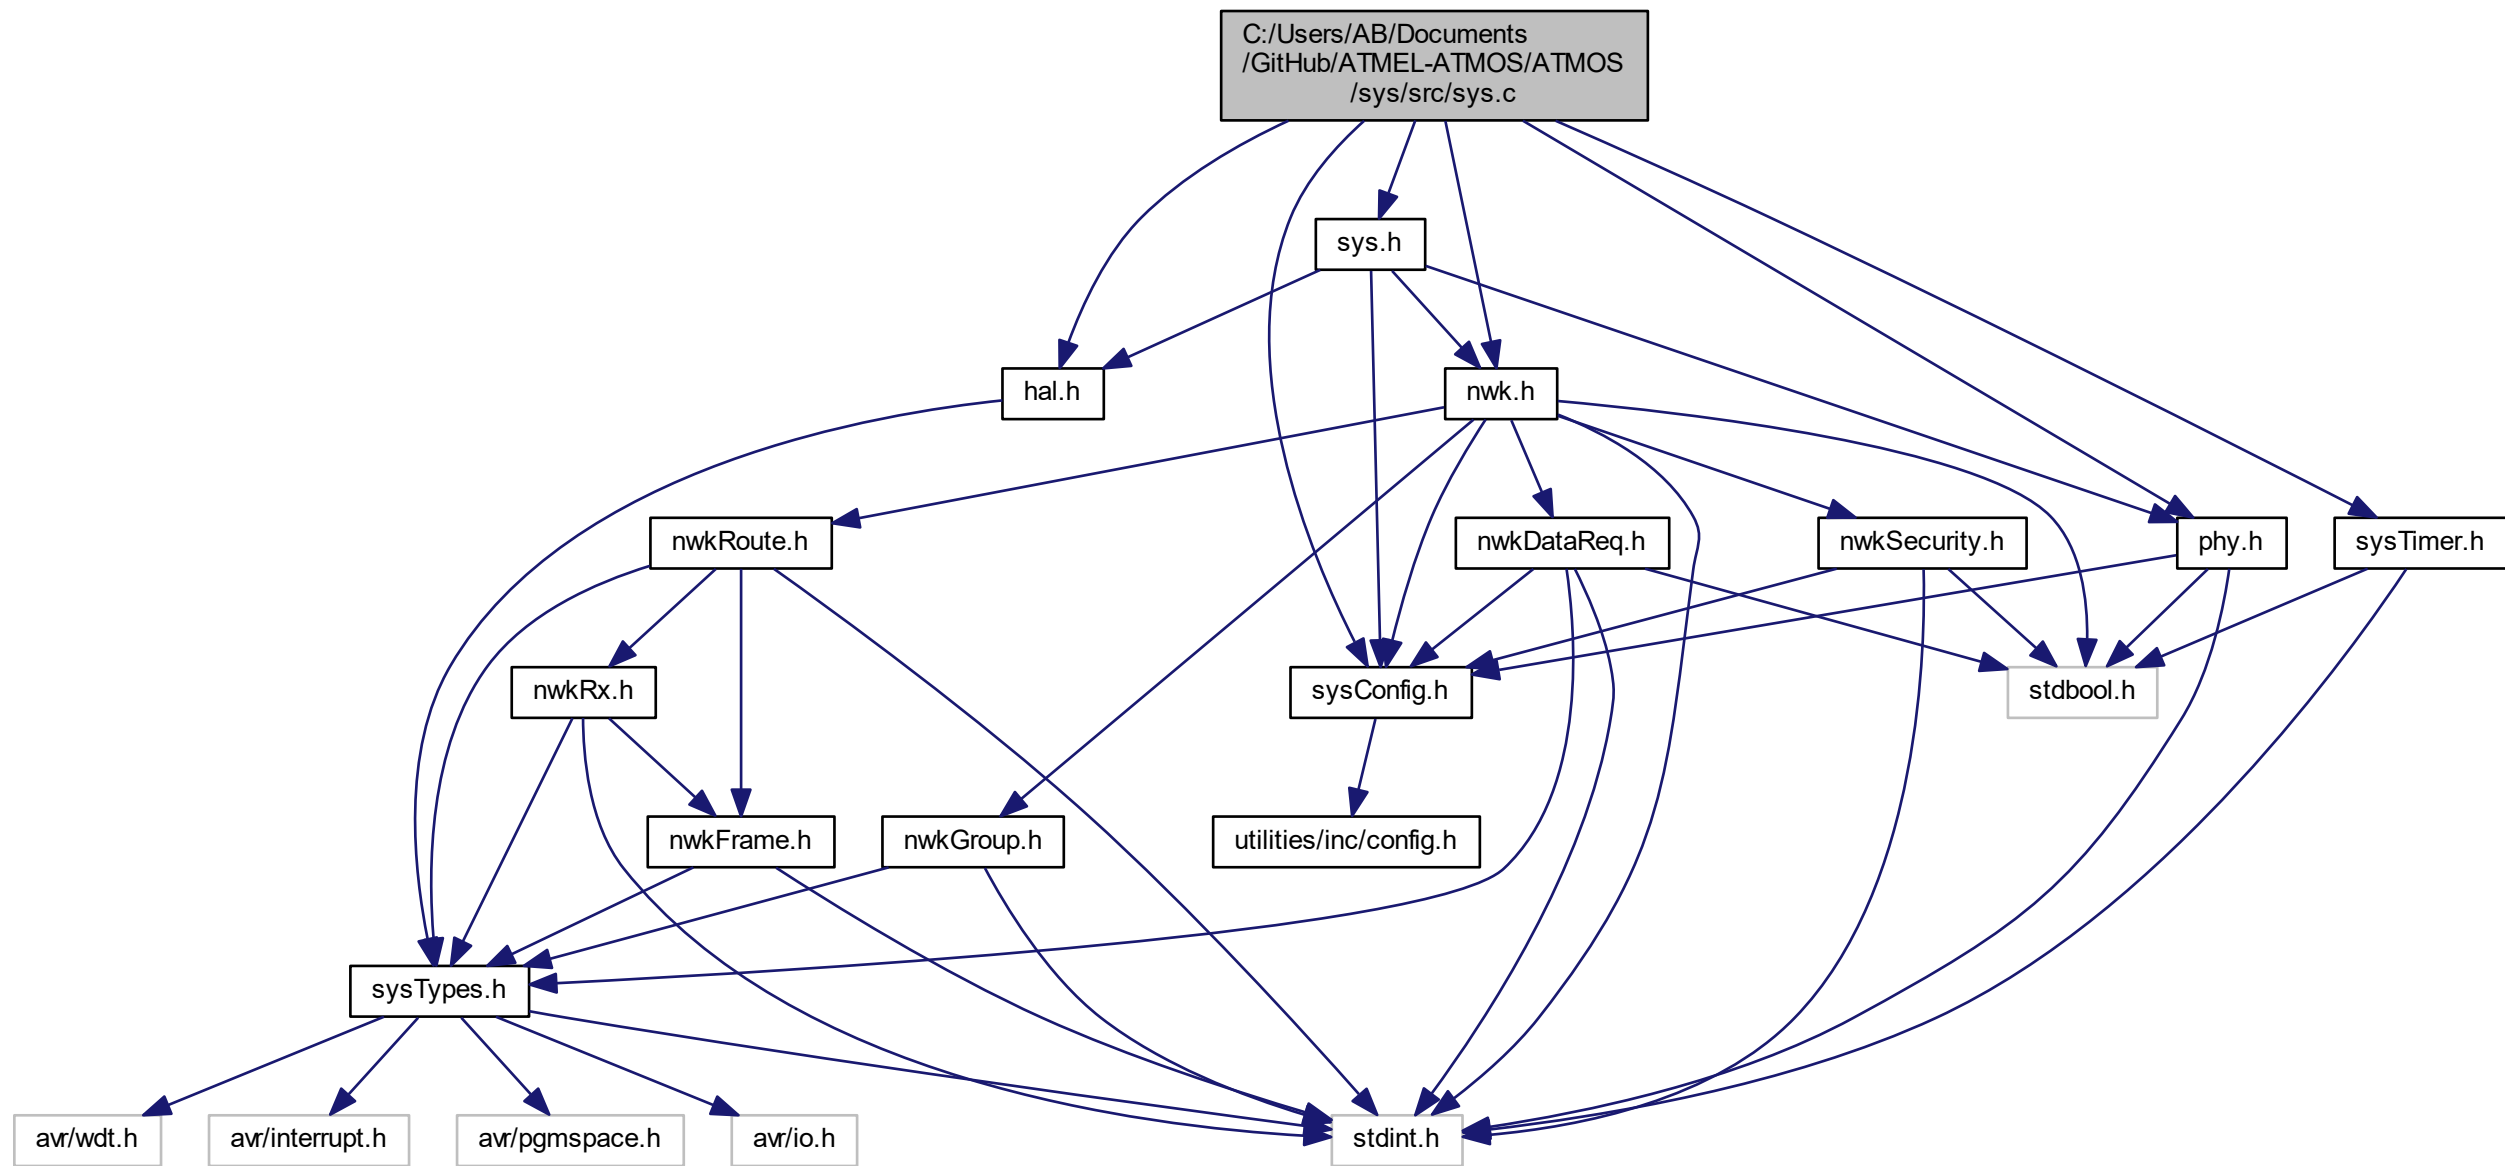 C:/Users/AB/Documents
/GitHub/ATMEL-ATMOS/ATMOS
/sys/src/sys.c
sys.h
hal.h
nwk.h
nwkRoute.h
nwkDataReq.h
nwkSecurity.h
phy.h
sysTimer.h
nwkRx.h
sysConfig.h
stdbool.h
nwkFrame.h
nwkGroup.h
utilities/inc/config.h
sysTypes.h
avr/wdt.h
avr/interrupt.h
avr/pgmspace.h
avr/io.h
stdint.h